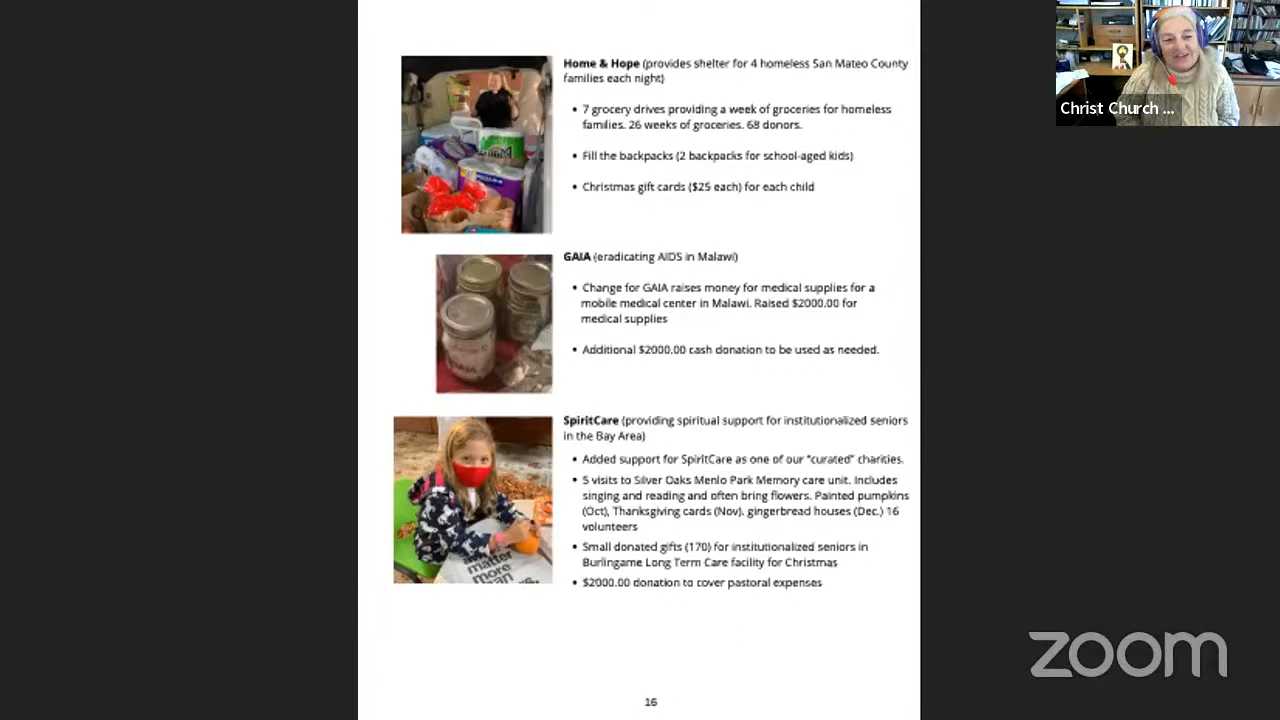 Home & Hope (provides shelter for 4 homeless San Mateo County
families each night)
• 7 grocery drives providing a week of groceries for homeless
families. 26 weeks of groceries. 68 donors.
• Fill the backpacks (2 backpacks for school-aged kids)
• Christmas gift cards ($25 each) for each child
GAIA (eradicating AIDS in Malawi)
• Change for GAIA raises money for medical supplies for a
mobile medical center in Malawi. Raised $2000.00 for
medical supplies
• Additional $2000.00 cash donation to be used as needed.
GAIA
SpiritCare (providing spiritual support for institutionalized seniors
in the Bay Area)
• Added support for SpiritCare as one of our "curated" charities.
• 5 visits to Silver Oaks Menlo Park Memory care unit. Includes
singing and reading and often bring flowers. Painted pumpkins
(Oct), Thanksgiving cards (Nov). gingerbread houses (Dec.) 16
volunteers
• Small donated gifts (170) for institutionalized seniors in
Burlingame Long Term Care facility for Christmas
• $2000.00 donation to cover pastoral expenses
matter
more
16
Christ Church ...
zoom